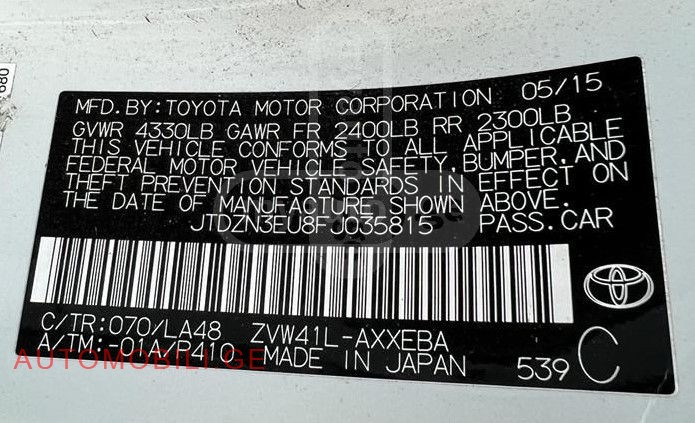 680
MFD.BY:TOYOTA MOTOR CORPORATION 05/15
GVWR 4330LB GAWR FR 2400LB RR 2300LB
THIS VEHICLE CONFORMS TO ALL APPLICABLE
FEDERAL MOTOR VEHICLE SAFETY,BUMPER,AND
THEFT PREVENTION STANDARDS IN EFFECT ON
THE DATE OF MANUFACTURE SHOWN ABOVE.
JTDZN3EU8FJ035815 PASS.CAR
C/TR:070/LA48 ZVW41L-AXXEBA
A/TM:-01A/P410 MADE IN JAPAN 539 C
AUTOMOBILI.GE